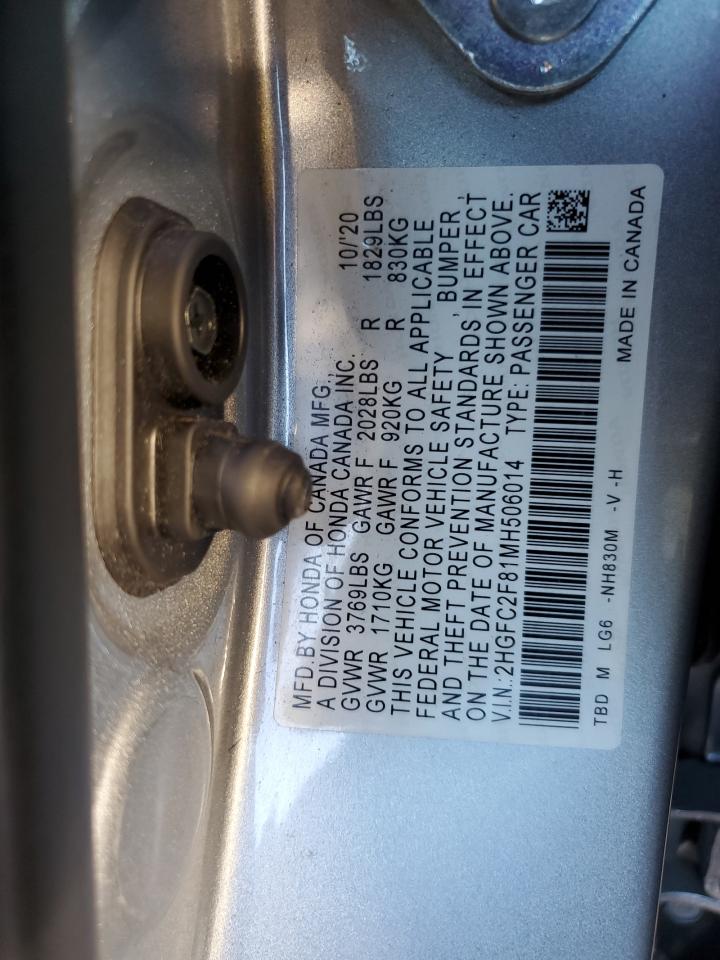 MFD.BY HONDA OF CANADA MFG., 10/'20
A DIVISION OF HONDA CANADA INC.
GVWR 3769LBS GAWR F 2028LBS R 1829LBS
GVWR 1710KG GAWR F 920KG R 830KG
THIS VEHICLE CONFORMS TO ALL APPLICABLE
FEDERAL MOTOR VEHICLE SAFETY , BUMPER ,
AND THEFT PREVENTION STANDARDS IN EFFECT
ON THE DATE OF MANUFACTURE SHOWN ABOVE.
V.I.N.:2HGFC2F81MH506014 TYPE: PASSENGER CAR
TBD M LG6 -NH830M -V -H MADE IN CANADA